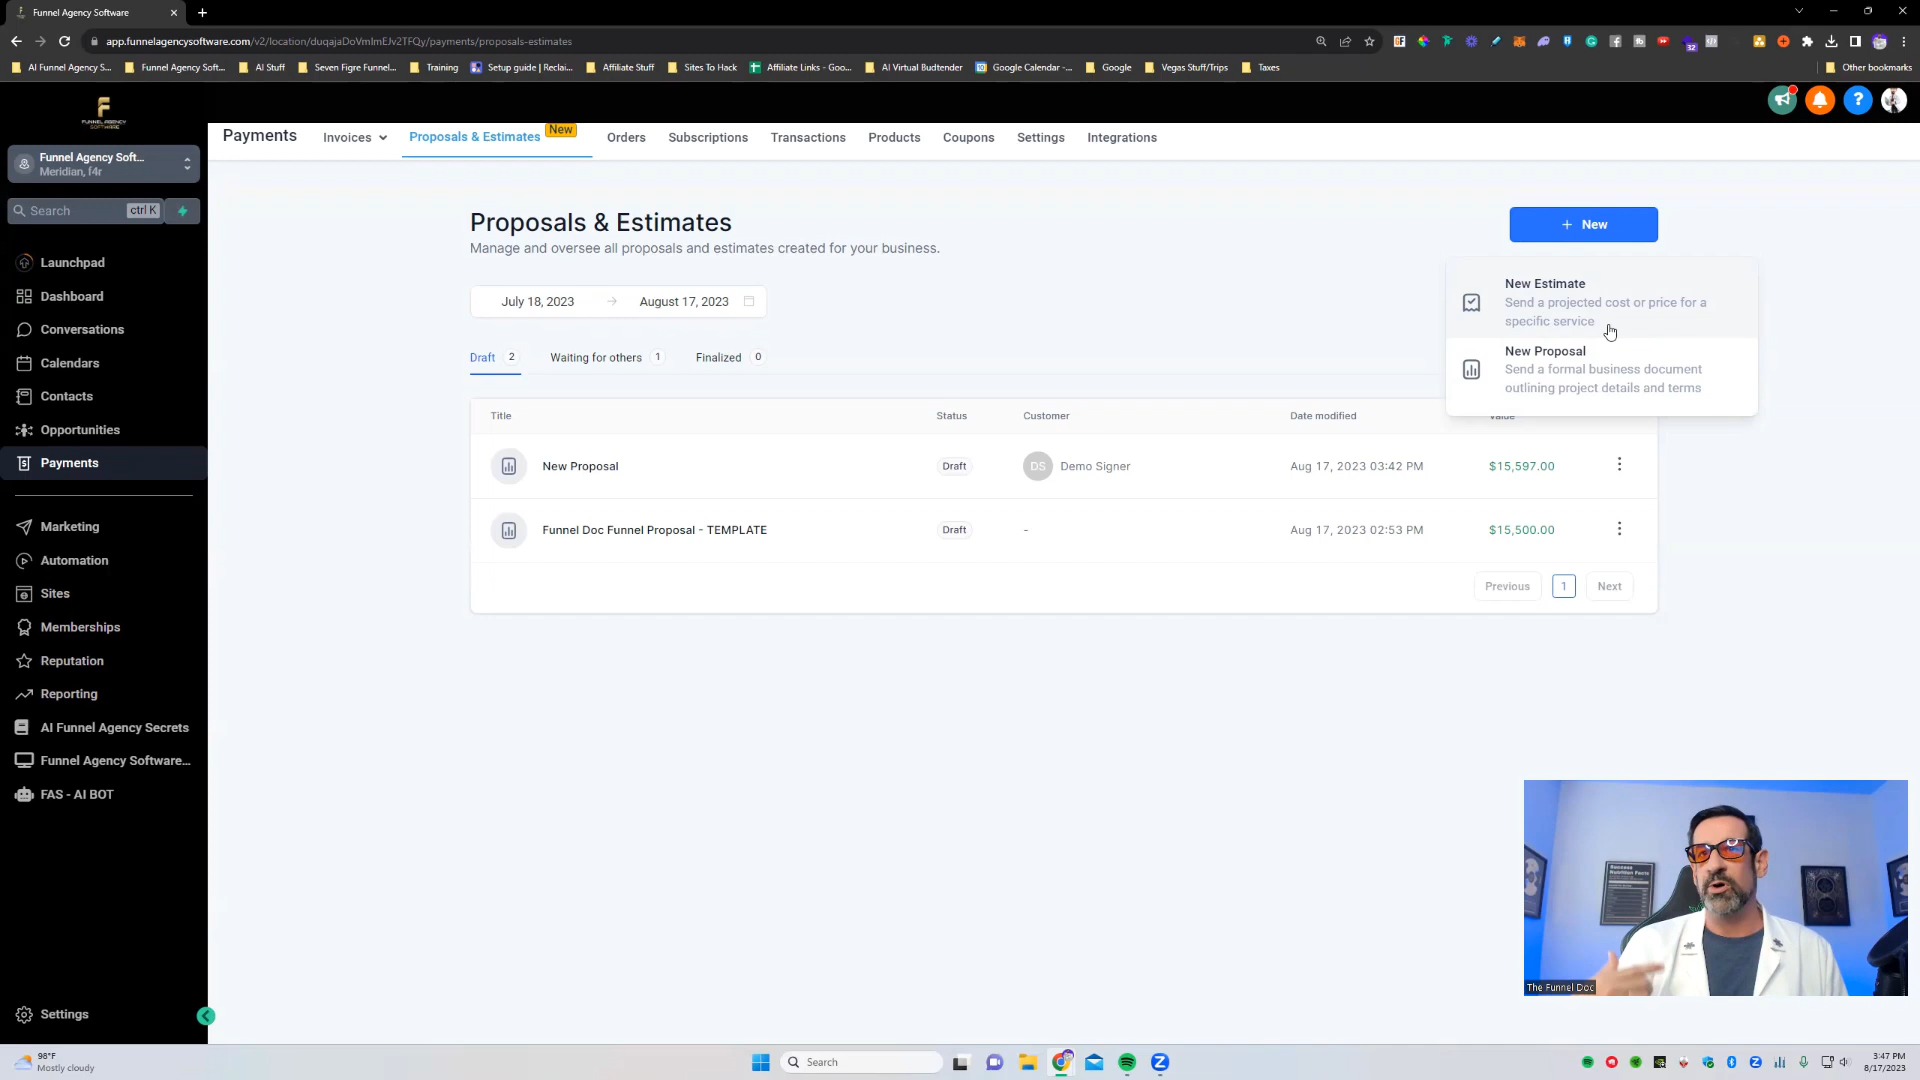 Funnel Agency Software
app.funnelagencysoftware.com/v2/location/duqajaDoVmlmEJv2TFQy/payments/proposals-estimates
32
AI Funnel Agency S...
Funnel Agency Soft...
AI Stuff
Seven Figre Funnel...
Training
Setup guide | Reclai...
Affiliate Stuff
Sites To Hack
Affiliate Links - Goo...
AI Virtual Budtender
Google Calendar -...
Google
Vegas Stuff/Trips
Taxes
Other bookmarks
FUNNEL AGENCY
SOFTWARE
Funnel Agency Soft...
Meridian, f4r
Search
ctrl K
Launchpad
Dashboard
Conversations
Calendars
Contacts
Opportunities
Payments
Marketing
Automation
Sites
Memberships
Reputation
Reporting
AI Funnel Agency Secrets
Funnel Agency Software...
FAS - AI BOT
Settings
Payments
Invoices
Proposals & Estimates
New
Orders
Subscriptions
Transactions
Products
Coupons
Settings
Integrations
Proposals & Estimates
Manage and oversee all proposals and estimates created for your business.
+ New
July 18, 2023 → August 17, 2023
New Estimate
Send a projected cost or price for a
specific service
New Proposal
Send a formal business document
outlining project details and terms
Draft 2
Waiting for others 1
Finalized 0
Title Status Customer Date modified Value
New Proposal Draft DS Demo Signer Aug 17, 2023 03:42 PM $15,597.00
Funnel Doc Funnel Proposal - TEMPLATE Draft - Aug 17, 2023 02:53 PM $15,500.00
Previous 1 Next
Success
Nutrition Facts
The Funnel Doc
98°F
Mostly cloudy
Search
3:47 PM
8/17/2023